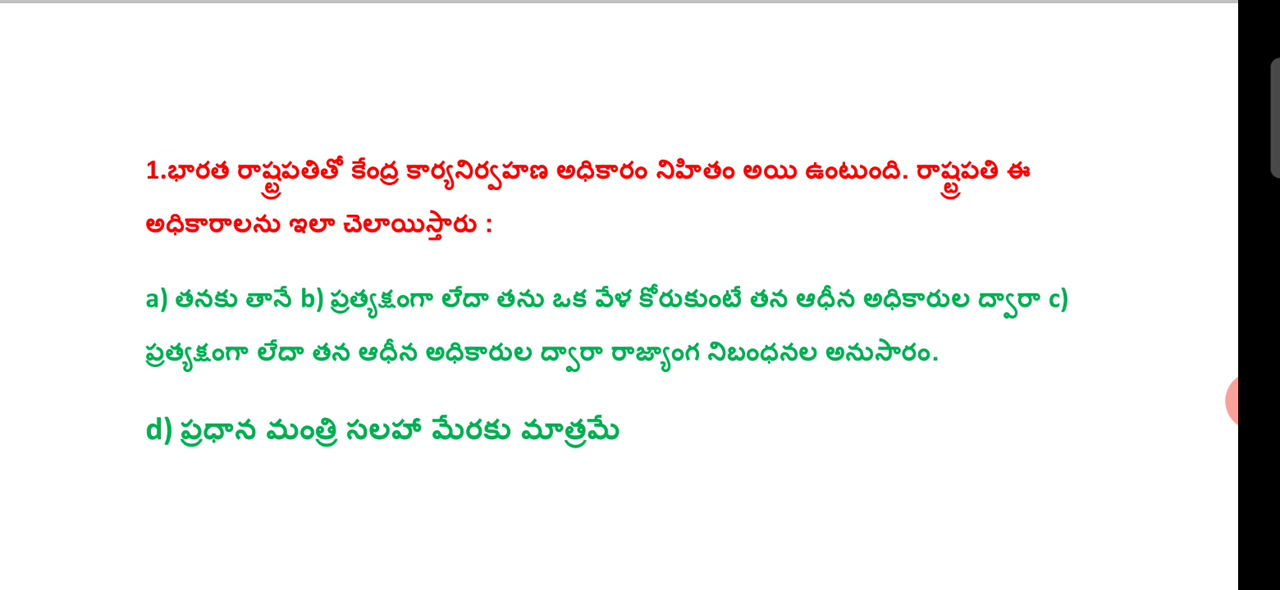 1.భారత రాష్ట్రపతితో కేంద్ర కార్యనిర్వహణ అధికారం నిహితం అయి ఉంటుంది. రాష్ట్రపతి ఈ
అధికారాలను ఇలా చెలాయిస్తారు :
a) తనకు తానే b) ప్రత్యక్షంగా లేదా తను ఒక వేళ కోరుకుంటే తన ఆధీన అధికారుల ద్వారా c)
ప్రత్యక్షంగా లేదా తన ఆధీన అధికారుల ద్వారా రాజ్యాంగ నిబంధనల అనుసారం.
d) ప్రధాన మంత్రి సలహా మేరకు మాత్రమే